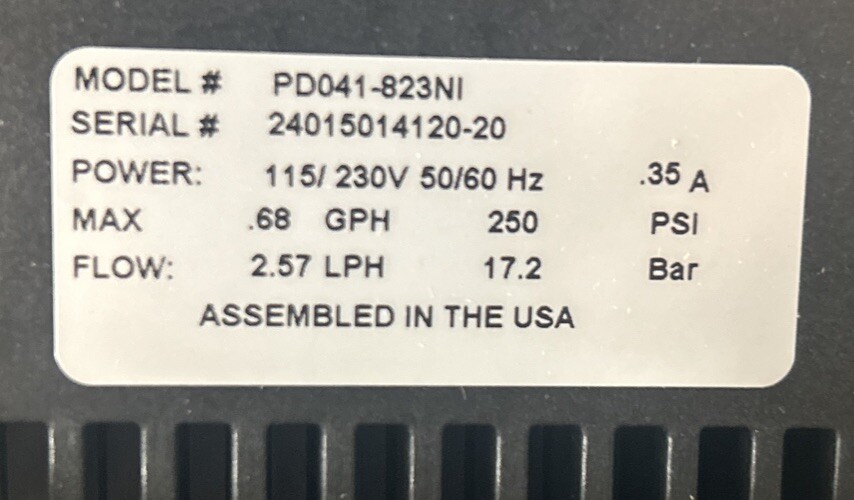 MODEL # PD041-823NI
SERIAL # 24015014120-20
POWER: 115/ 230V 50/60 Hz .35 A
MAX .68 GPH 250 PSI
FLOW: 2.57 LPH 17.2 Bar
ASSEMBLED IN THE USA